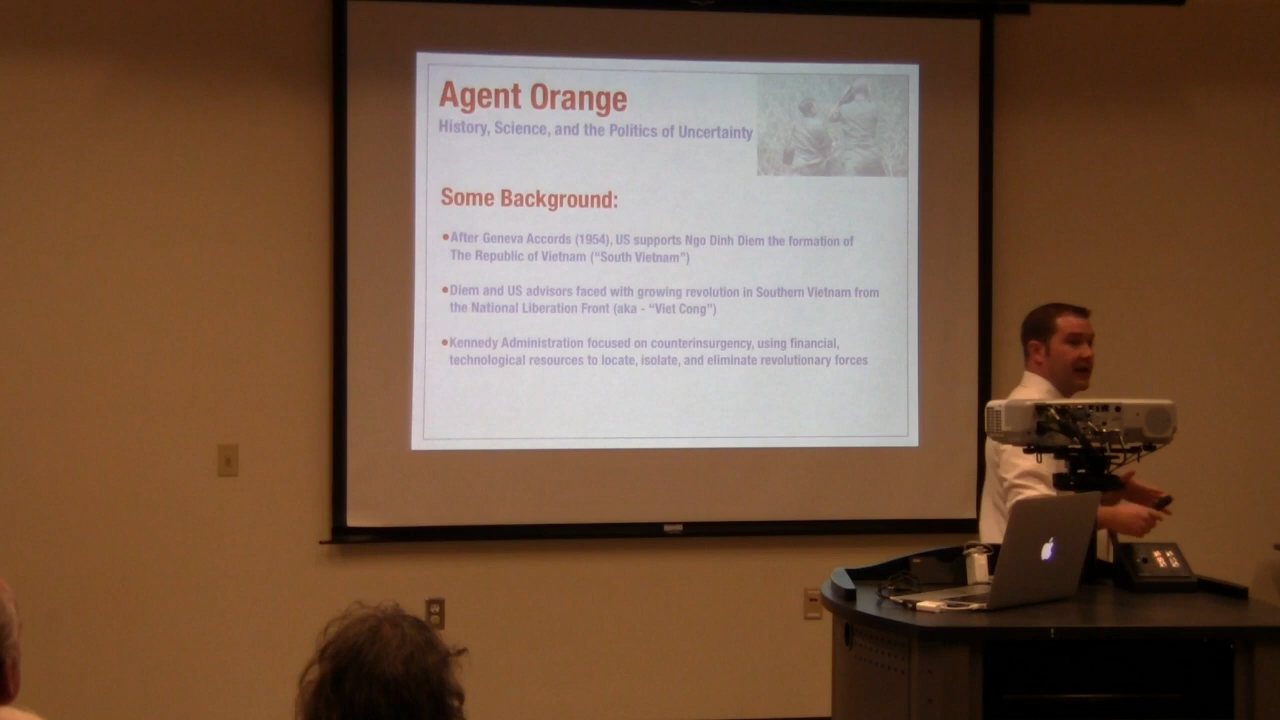 Agent Orange
History, Science, and the Politics of Uncertainty
Some Background:
•After Geneva Accords (1954), US supports Ngo Dinh Diem the formation of
The Republic of Vietnam ("South Vietnam")
•Diem and US advisors faced with growing revolution in Southern Vietnam from
the National Liberation Front (aka - "Viet Cong")
•Kennedy Administration focused on counterinsurgency, using financial,
technological resources to locate, isolate, and eliminate revolutionary forces